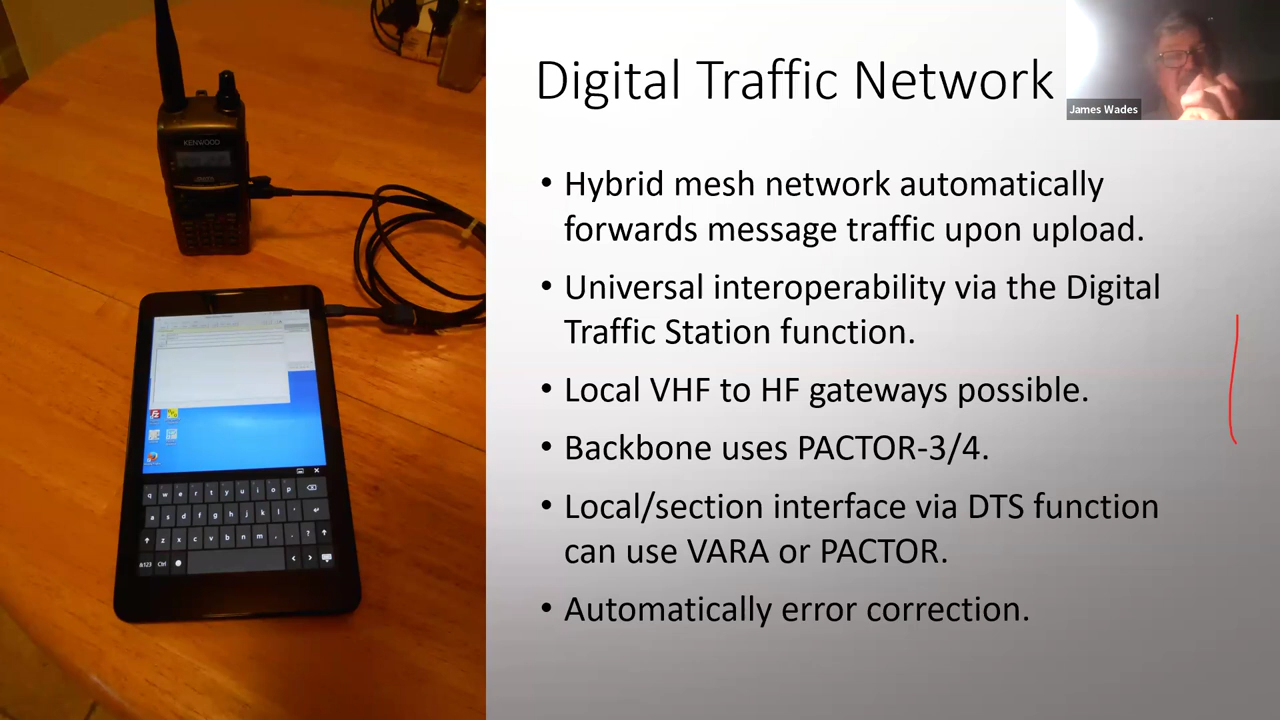 Digital Traffic Network
James Wades
• Hybrid mesh network automatically
forwards message traffic upon upload.
• Universal interoperability via the Digital
Traffic Station function.
• Local VHF to HF gateways possible.
• Backbone uses PACTOR-3/4.
• Local/section interface via DTS function
can use VARA or PACTOR.
• Automatically error correction.
KENWOOD
q w e r t y u i o p
a s d f g h j k l '
z x c v b n m , . ?
&123 Ctrl